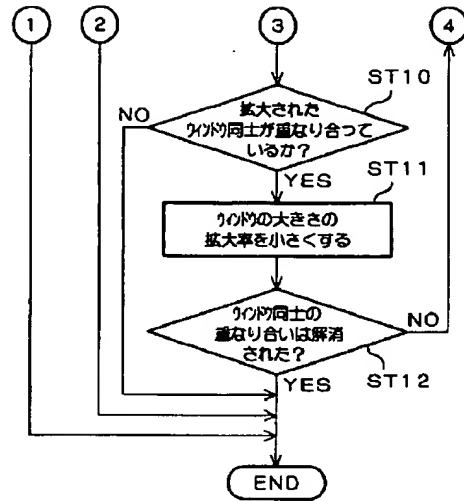 1
2
3
4
ST10
NO
拡大された
ウィンドウ同士が重なり合って
いるか?
YES
ST11
ウィンドウの大きさの
拡大率を小さくする
ウィンドウ同士の
重なり合いは解消
された?
NO
ST12
YES
END